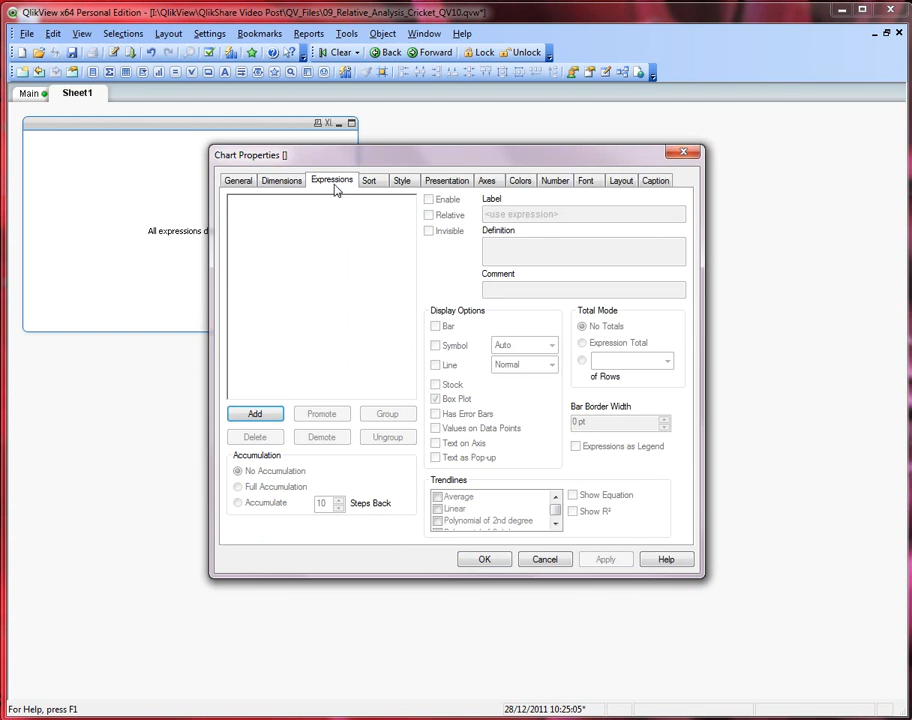 QlikView x64 Personal Edition - [I:\QlikView\QlikShare Video Post\QV_Files\09_Relative_Analysis_Cricket_QV10.qvw*]
File Edit View Selections Layout Settings Bookmarks Reports Tools Object Window Help
Clear Back Forward Lock Unlock
Main Sheet1
XL
All expressions d
Chart Properties []
General Dimensions Expressions Sort Style Presentation Axes Colors Number Font Layout Caption
Enable
Relative
Invisible
Label
<use expression>
Definition
Comment
Display Options
Bar
Symbol Auto
Line Normal
Stock
Box Plot
Has Error Bars
Values on Data Points
Text on Axis
Text as Pop-up
Total Mode
No Totals
Expression Total
of Rows
Bar Border Width
0 pt
Expressions as Legend
Add Promote Group
Delete Demote Ungroup
Accumulation
No Accumulation
Full Accumulation
Accumulate 10 Steps Back
Trendlines
Average
Linear
Polynomial of 2nd degree
Show Equation
Show R²
OK Cancel Apply Help
For Help, press F1
28/12/2011 10:25:05*